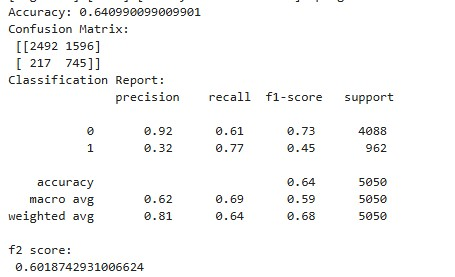 Accuracy: 0.640990099009901
Confusion Matrix:
[[2492 1596]
[ 217 745]]
Classification Report:
precision recall f1-score support
0 0.92 0.61 0.73 4088
1 0.32 0.77 0.45 962
accuracy 0.64 5050
macro avg 0.62 0.69 0.59 5050
weighted avg 0.81 0.64 0.68 5050
f2 score:
0.6018742931006624